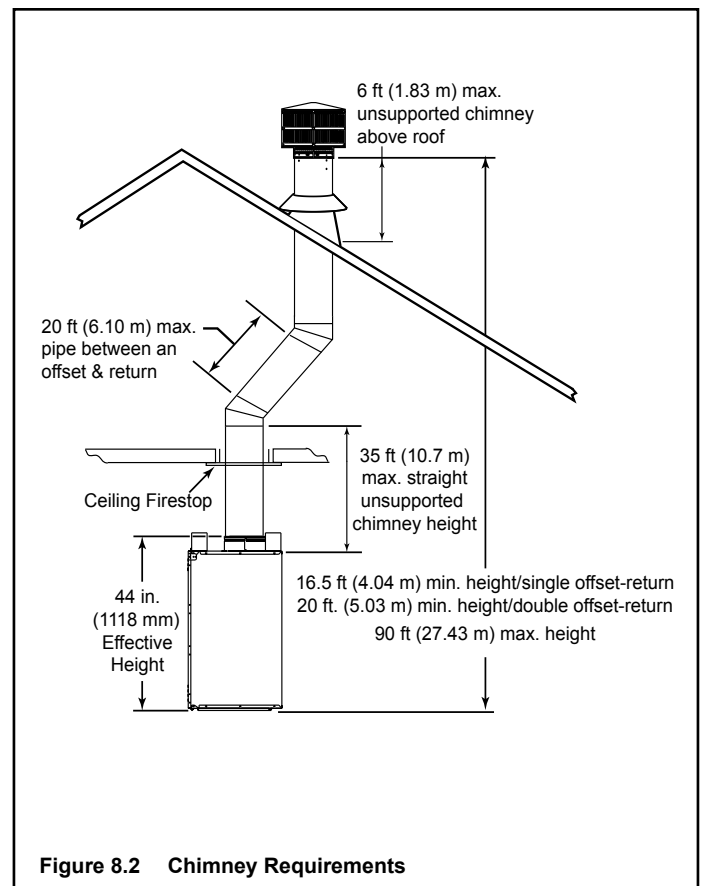 6 ft (1.83 m) max.
unsupported chimney
above roof
20 ft (6.10 m) max.
pipe between an
offset & return
Ceiling Firestop
35 ft (10.7 m)
max. straight
unsupported
chimney height
44 in.
(1118 mm)
Effective
Height
16.5 ft (4.04 m) min. height/single offset-return
20 ft. (5.03 m) min. height/double offset-return
90 ft (27.43 m) max. height
Figure 8.2 Chimney Requirements